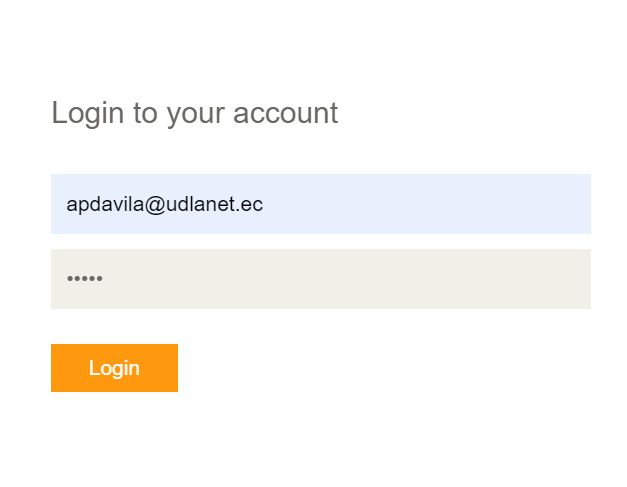 Login to your account
apdavila@udlanet.ec
•••••
Login